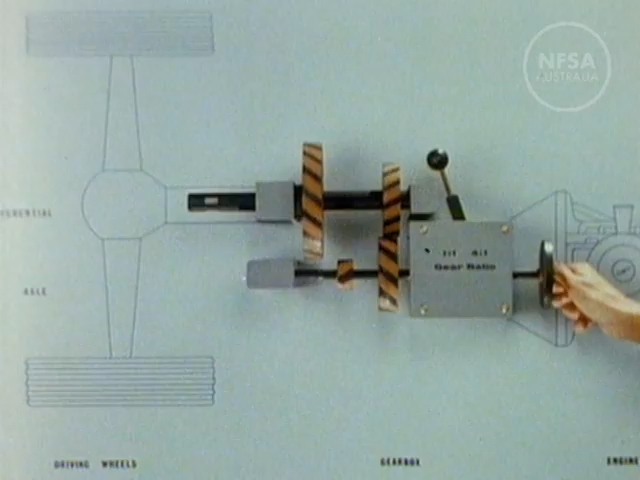 NFSA
AUSTRALIA
AXLE
Gear Ratio
DRIVING WHEELS
GEARBOX
ENGINE